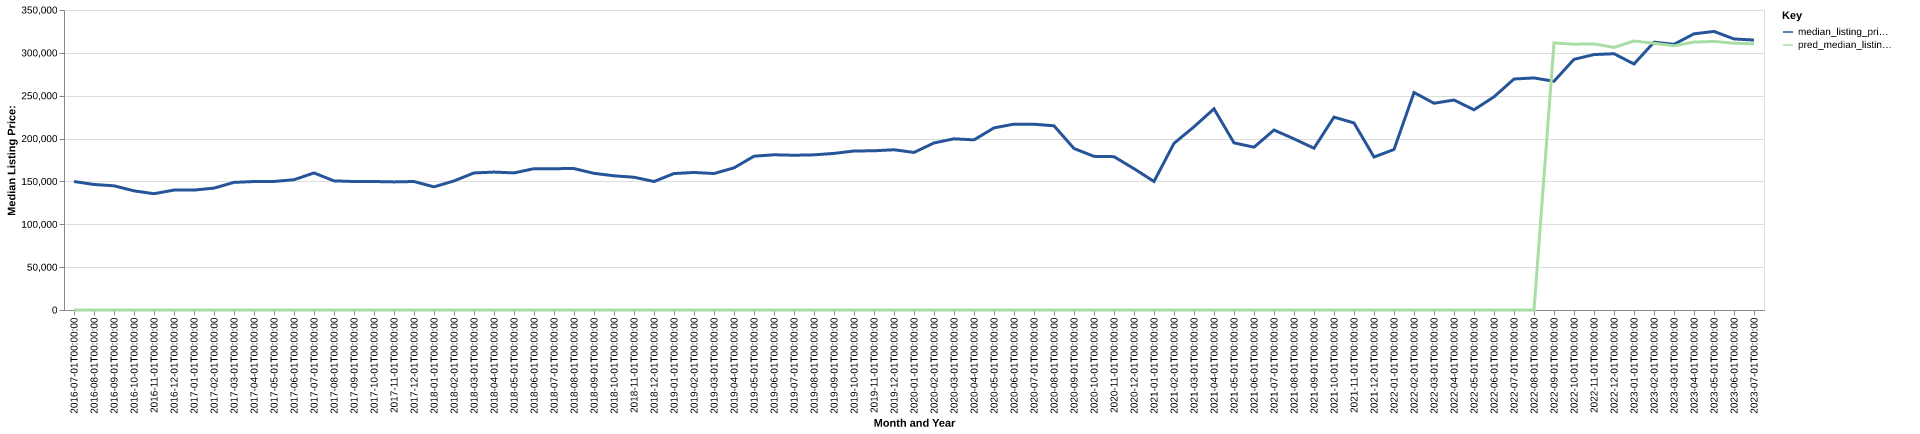 350,000
300,000
250,000
200,000
150,000
100,000
50,000
0
Median Listing Price:
2016-07-01T00:00:00
2016-08-01T00:00:00
2016-09-01T00:00:00
2016-10-01T00:00:00
2016-11-01T00:00:00
2016-12-01T00:00:00
2017-01-01T00:00:00
2017-02-01T00:00:00
2017-03-01T00:00:00
2017-04-01T00:00:00
2017-05-01T00:00:00
2017-06-01T00:00:00
2017-07-01T00:00:00
2017-08-01T00:00:00
2017-09-01T00:00:00
2017-10-01T00:00:00
2017-11-01T00:00:00
2017-12-01T00:00:00
2018-01-01T00:00:00
2018-02-01T00:00:00
2018-03-01T00:00:00
2018-04-01T00:00:00
2018-05-01T00:00:00
2018-06-01T00:00:00
2018-07-01T00:00:00
2018-08-01T00:00:00
2018-09-01T00:00:00
2018-10-01T00:00:00
2018-11-01T00:00:00
2018-12-01T00:00:00
2019-01-01T00:00:00
2019-02-01T00:00:00
2019-03-01T00:00:00
2019-04-01T00:00:00
2019-05-01T00:00:00
2019-06-01T00:00:00
2019-07-01T00:00:00
2019-08-01T00:00:00
2019-09-01T00:00:00
2019-10-01T00:00:00
2019-11-01T00:00:00
2019-12-01T00:00:00
2020-01-01T00:00:00
2020-02-01T00:00:00
2020-03-01T00:00:00
2020-04-01T00:00:00
2020-05-01T00:00:00
2020-06-01T00:00:00
2020-07-01T00:00:00
2020-08-01T00:00:00
2020-09-01T00:00:00
2020-10-01T00:00:00
2020-11-01T00:00:00
2020-12-01T00:00:00
2021-01-01T00:00:00
2021-02-01T00:00:00
2021-03-01T00:00:00
2021-04-01T00:00:00
2021-05-01T00:00:00
2021-06-01T00:00:00
2021-07-01T00:00:00
2021-08-01T00:00:00
2021-09-01T00:00:00
2021-10-01T00:00:00
2021-11-01T00:00:00
2021-12-01T00:00:00
2022-01-01T00:00:00
2022-02-01T00:00:00
2022-03-01T00:00:00
2022-04-01T00:00:00
2022-05-01T00:00:00
2022-06-01T00:00:00
2022-07-01T00:00:00
2022-08-01T00:00:00
2022-09-01T00:00:00
2022-10-01T00:00:00
2022-11-01T00:00:00
2022-12-01T00:00:00
2023-01-01T00:00:00
2023-02-01T00:00:00
2023-03-01T00:00:00
2023-04-01T00:00:00
2023-05-01T00:00:00
2023-06-01T00:00:00
2023-07-01T00:00:00
Month and Year
Key
median_listing_pri…
pred_median_listin…